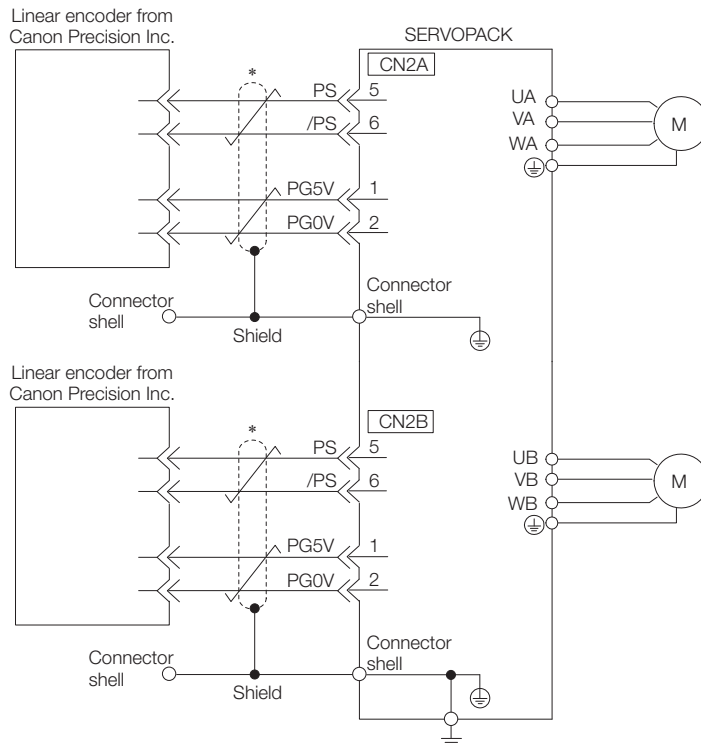 Linear encoder from
Canon Precision Inc.
SERVOPACK
*
CN2A
PS 5
/PS 6
PG5V 1
PG0V 2
UA
VA
WA
M
Connector
shell
Connector
shell
Shield
Linear encoder from
Canon Precision Inc.
*
CN2B
PS 5
/PS 6
PG5V 1
PG0V 2
UB
VB
WB
M
Connector
shell
Connector
shell
Shield